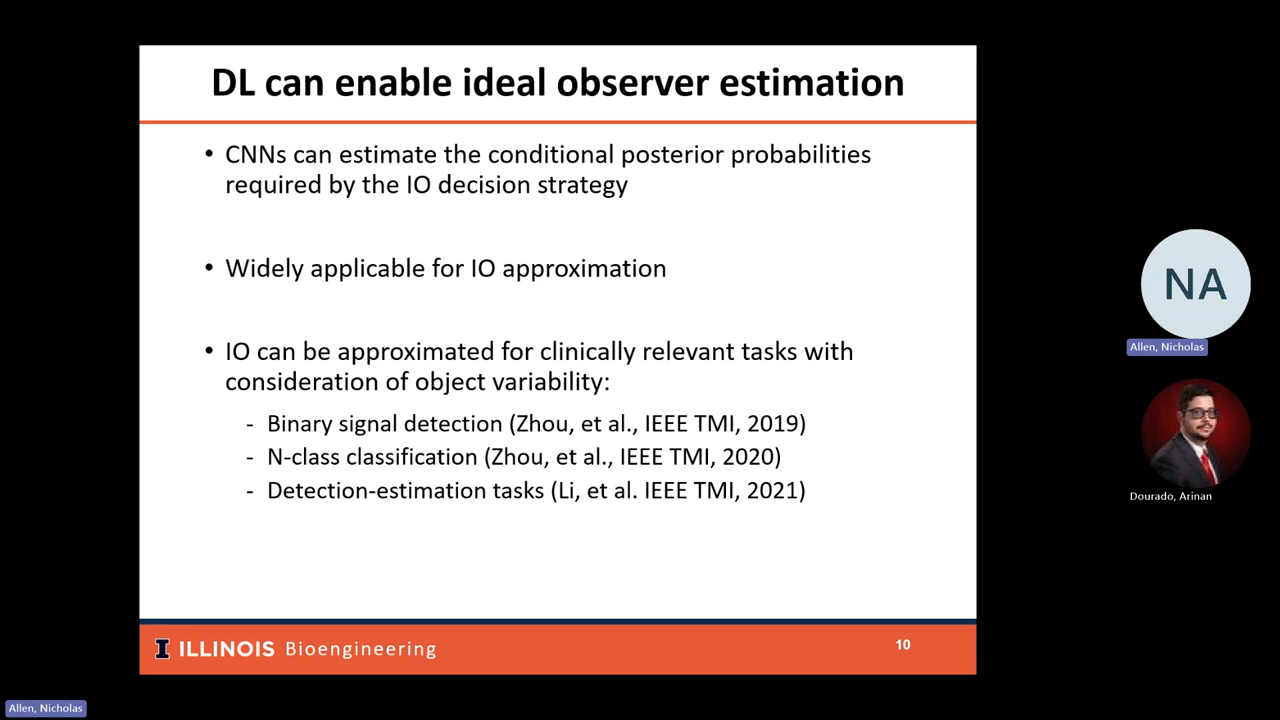 DL can enable ideal observer estimation
• CNNs can estimate the conditional posterior probabilities
required by the IO decision strategy
• Widely applicable for IO approximation
• IO can be approximated for clinically relevant tasks with
consideration of object variability:
- Binary signal detection (Zhou, et al., IEEE TMI, 2019)
- N-class classification (Zhou, et al., IEEE TMI, 2020)
- Detection-estimation tasks (Li, et al. IEEE TMI, 2021)
I ILLINOIS Bioengineering
10
NA
Allen, Nicholas
Dourado, Arinan
Allen, Nicholas